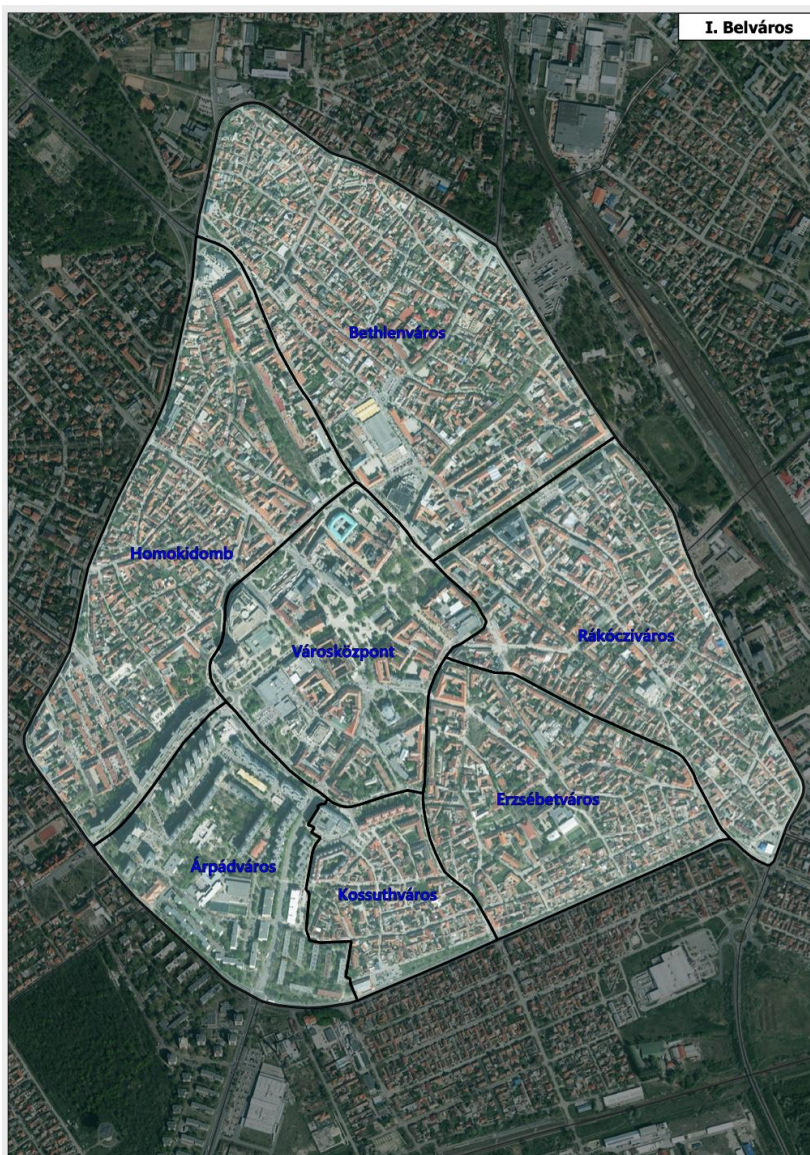 I. Belváros
Bethlenváros
Homokidomb
Rákócziváros
Városközpont
Erzsébetváros
Árpádváros
Kossuthváros